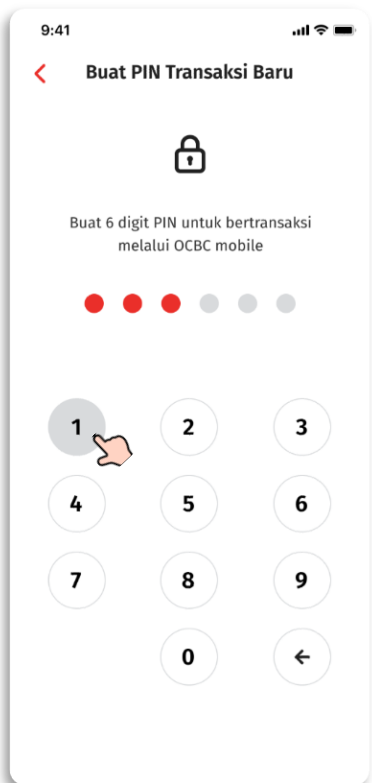 9:41
Buat PIN Transaksi Baru
Buat 6 digit PIN untuk bertransaksi
melalui OCBC mobile
1 2 3
4 5 6
7 8 9
0